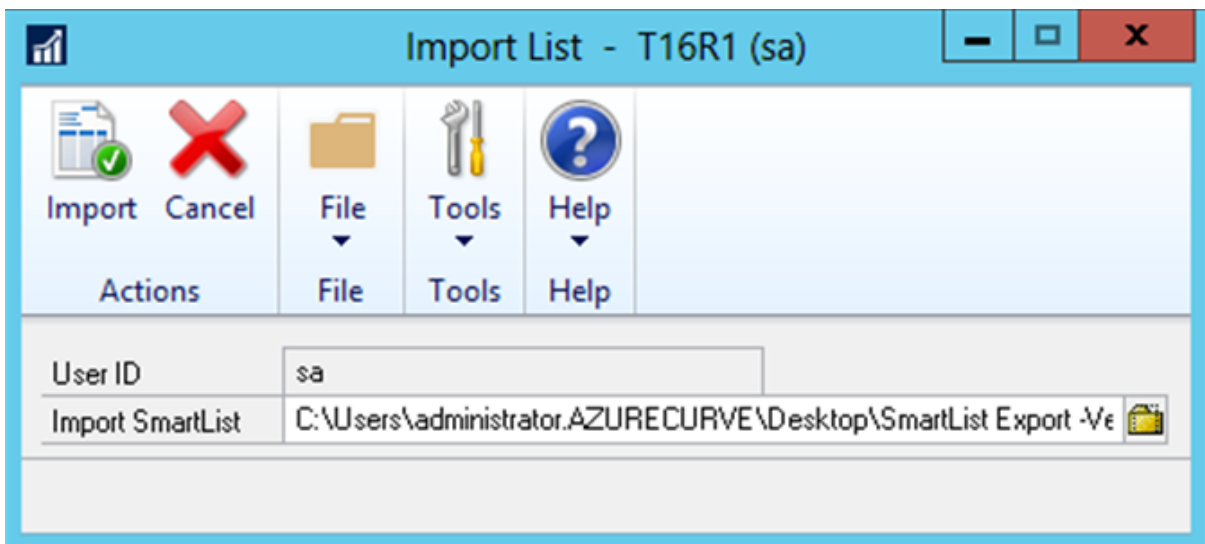 Import List - T16R1 (sa)
Import Cancel File Tools Help
Actions File Tools Help
User ID sa
Import SmartList C:\Users\administrator.AZURECURVE\Desktop\SmartList Export -Ve